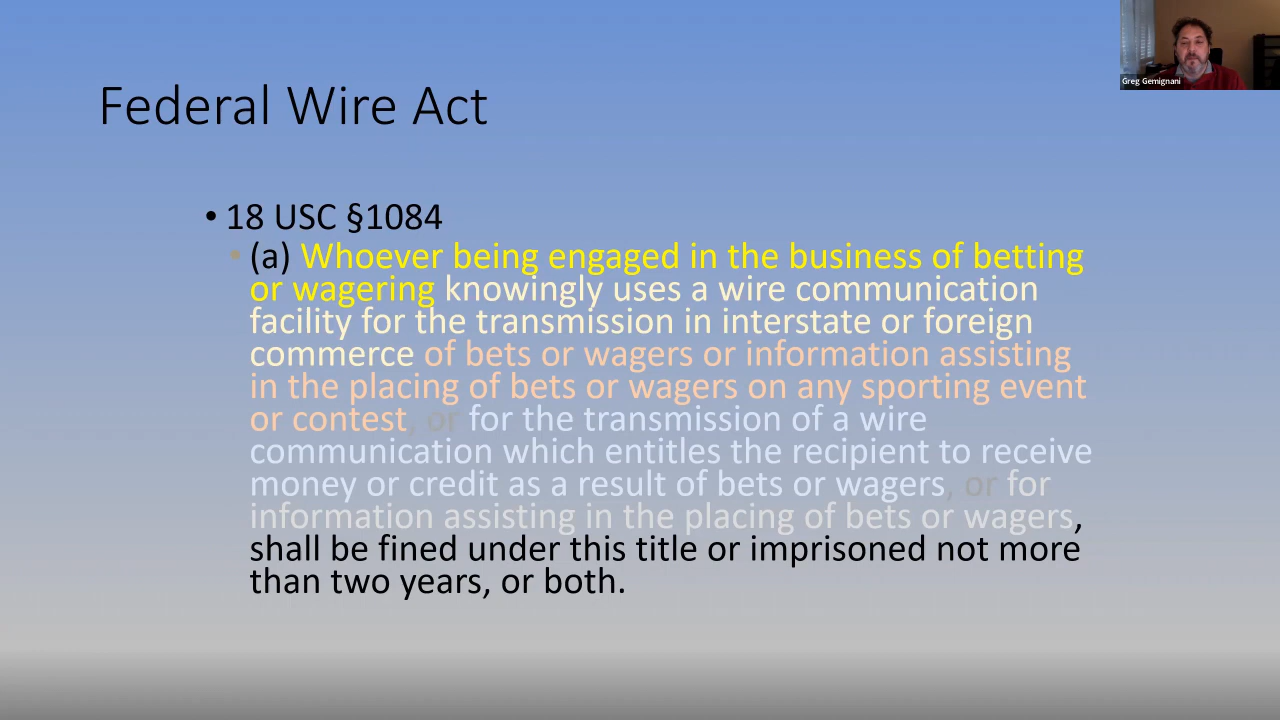 Federal Wire Act
Greg Gemignani
• 18 USC §1084
• (a) Whoever being engaged in the business of betting
or wagering knowingly uses a wire communication
facility for the transmission in interstate or foreign
commerce of bets or wagers or information assisting
in the placing of bets or wagers on any sporting event
or contest, or for the transmission of a wire
communication which entitles the recipient to receive
money or credit as a result of bets or wagers, or for
information assisting in the placing of bets or wagers,
shall be fined under this title or imprisoned not more
than two years, or both.